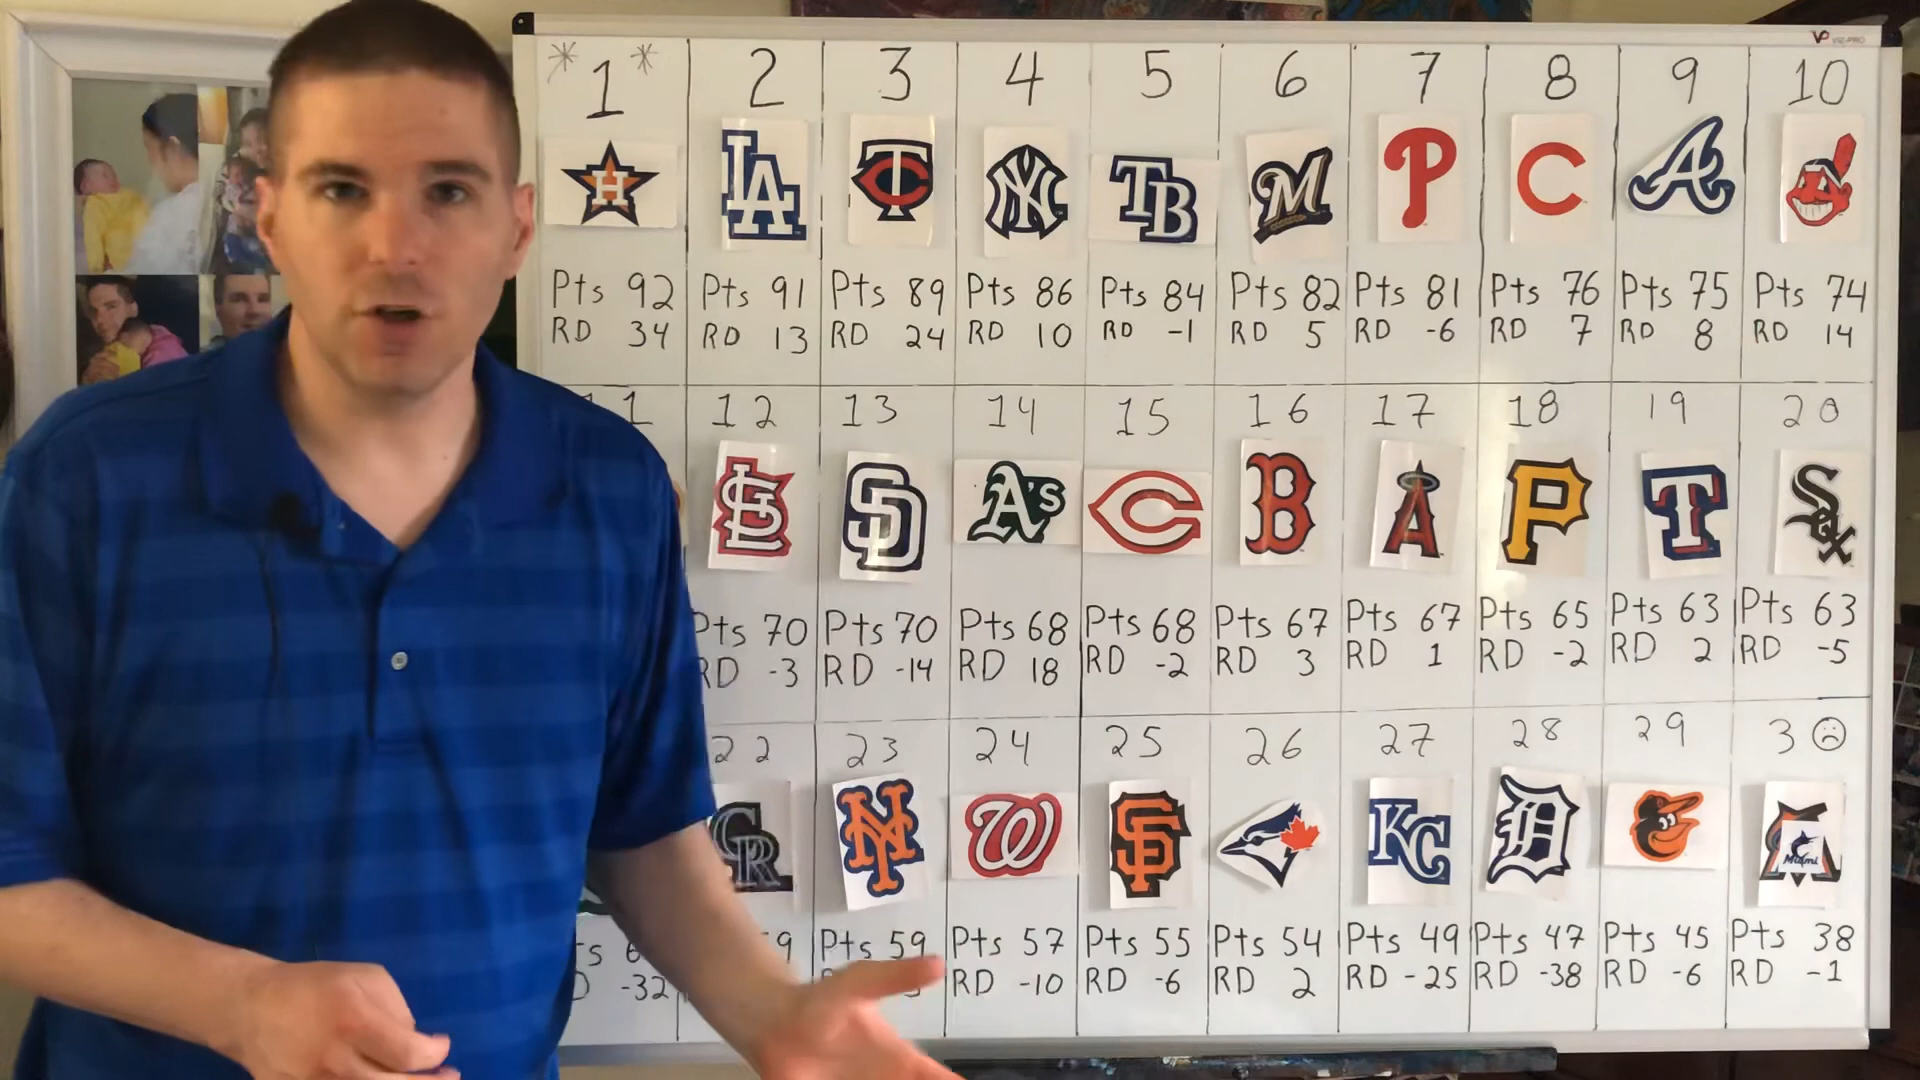 VIZ-PRO
* 1 * 2 3 4 5 6 7 8 9 10
H LA TC NY TB M P C A
Pts 92 Pts 91 Pts 89 Pts 86 Pts 84 Pts 82 Pts 81 Pts 76 Pts 75 Pts 74
RD 34 RD 13 RD 24 RD 10 RD -1 RD 5 RD -6 RD 7 RD 8 RD 14
11 12 13 14 15 16 17 18 19 20
STL SD A's C B A P T Sox
Pts 70 Pts 70 Pts 68 Pts 68 Pts 67 Pts 67 Pts 65 Pts 63 Pts 63
RD -3 RD -14 RD 18 RD -2 RD 3 RD 1 RD -2 RD 2 RD -5
22 23 24 25 26 27 28 29 30
CR NY W SF KC D M Miami
Pts 59 Pts 57 Pts 55 Pts 54 Pts 49 Pts 47 Pts 45 Pts 38
-32 RD -10 RD -6 RD 2 RD -25 RD -38 RD -6 RD -1